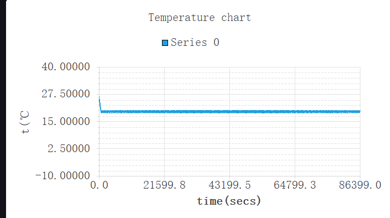 Temperature chart
Series 0
40.00000
27.50000
15.00000
2.50000
-10.00000
t(℃
0.0 21599.8 43199.5 64799.3 86399.0
time(secs)